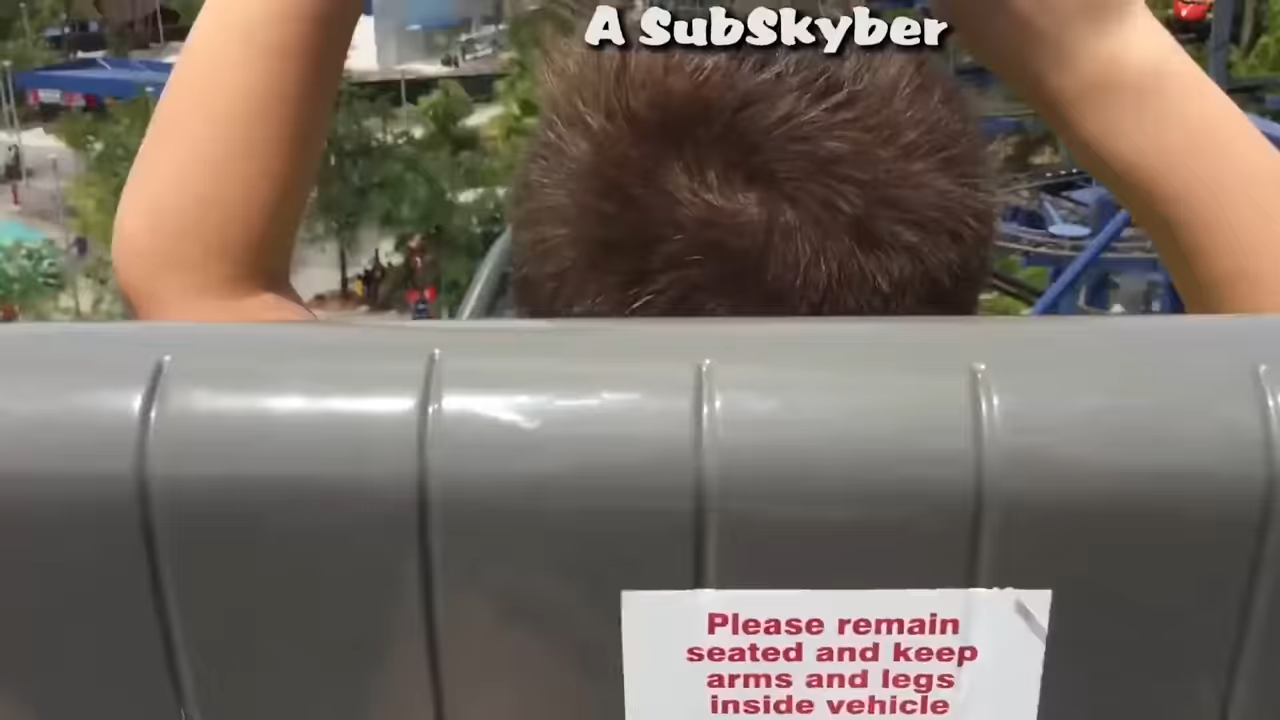 A SubSkyber
Please remain
seated and keep
arms and legs
inside vehicle